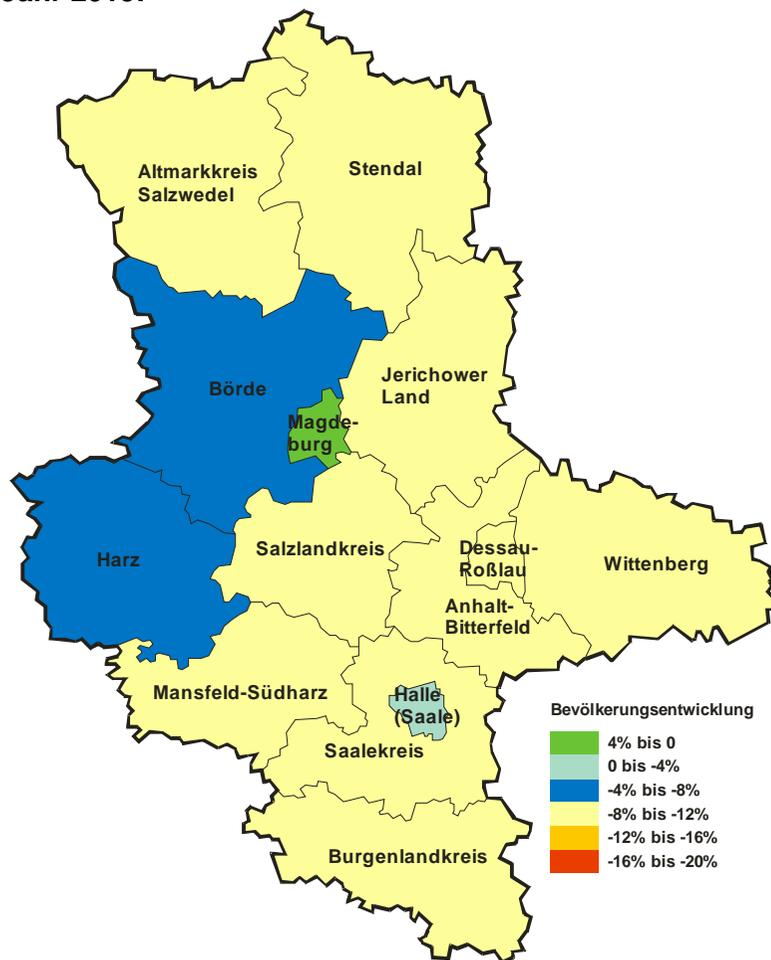 Altmarkkreis
Salzwedel
Stendal
Börde
Jerichower
Land
Magde-
burg
Harz
Salzlandkreis
Dessau-
Roßlau
Wittenberg
Anhalt-
Bitterfeld
Mansfeld-Südharz
Halle
(Saale)
Saalekreis
Burgenlandkreis
Bevölkerungsentwicklung
4% bis 0
0 bis -4%
-4% bis -8%
-8% bis -12%
-12% bis -16%
-16% bis -20%